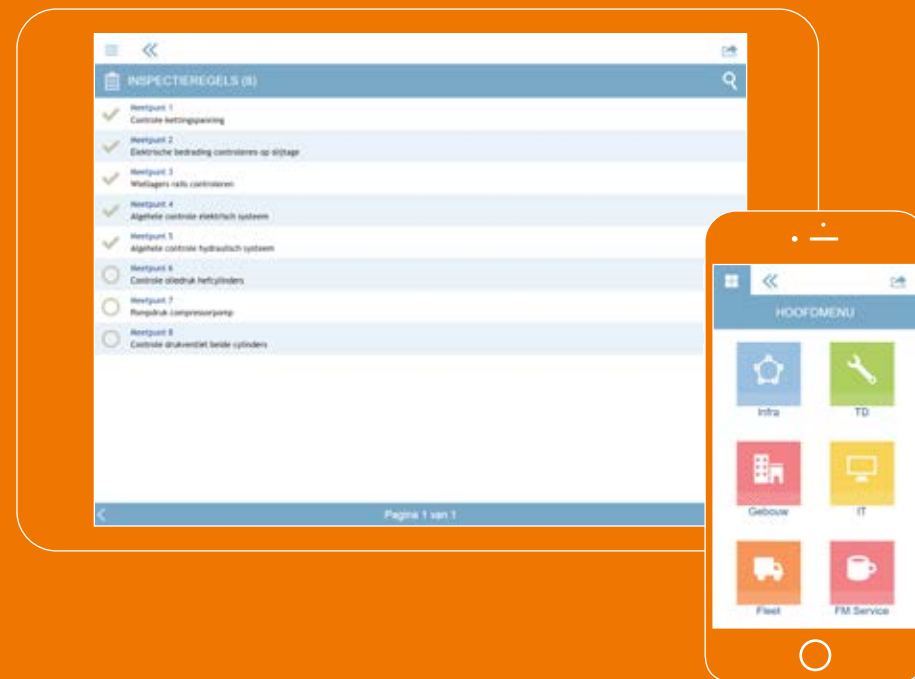 INSPECTIEREGELS (8)
Meetpunt 1
Controle kettingspanning
Meetpunt 2
Elektrische bedrading controleren op slijtage
Meetpunt 3
Wiellagers rails controleren
Meetpunt 4
Algehele controle elektrisch systeem
Meetpunt 5
Algehele controle hydraulisch systeem
Meetpunt 6
Controle oliedruk hefcylinders
Meetpunt 7
Pompdruk compressorpomp
Meetpunt 8
Controle drukventiel beide cylinders
Pagina 1 van 1
HOOFDMENU
Infra
TD
Gebouw
IT
Fleet
FM Service